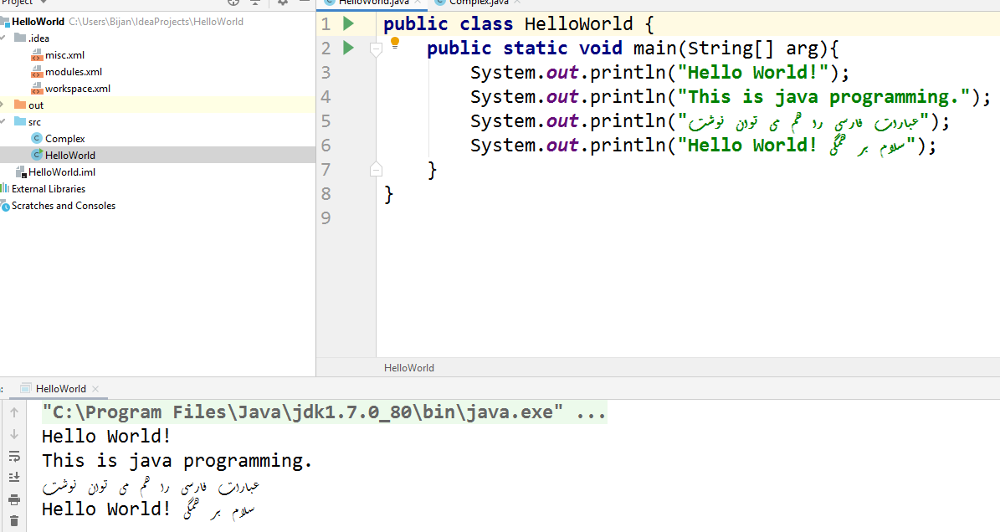 Project
HelloWorld C:\Users\Bijan\IdeaProjects\HelloWorld
.idea
misc.xml
modules.xml
workspace.xml
out
src
Complex
HelloWorld
HelloWorld.iml
External Libraries
Scratches and Consoles
HelloWorld.java Complex.java
1 public class HelloWorld {
2 public static void main(String[] arg){
3 System.out.println("Hello World!");
4 System.out.println("This is java programming.");
5 System.out.println("عبارات فارسی را هم می توان نوشت");
6 System.out.println("Hello World! سلام بر همگی");
7 }
8 }
9
HelloWorld
HelloWorld
"C:\Program Files\Java\jdk1.7.0_80\bin\java.exe" ...
Hello World!
This is java programming.
عبارات فارسی را هم می توان نوشت
Hello World! سلام بر همگی